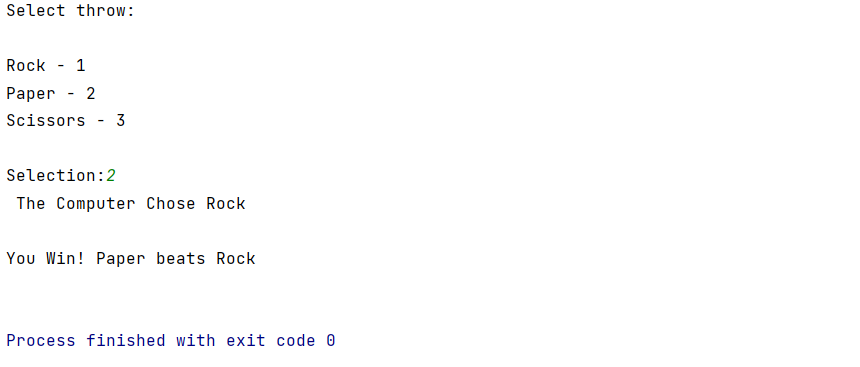 Select throw:
Rock - 1
Paper - 2
Scissors - 3
Selection:2
The Computer Chose Rock
You Win! Paper beats Rock
Process finished with exit code 0